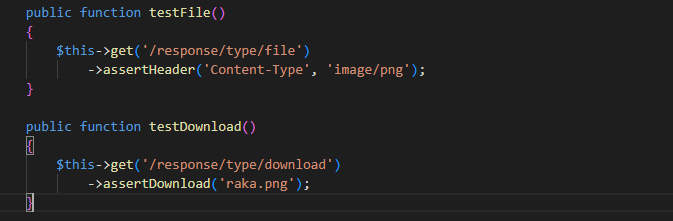 public function testFile()
{
    $this->get('/response/type/file')
        ->assertHeader('Content-Type', 'image/png');
}

public function testDownload()
{
    $this->get('/response/type/download')
        ->assertDownload('raka.png');
}